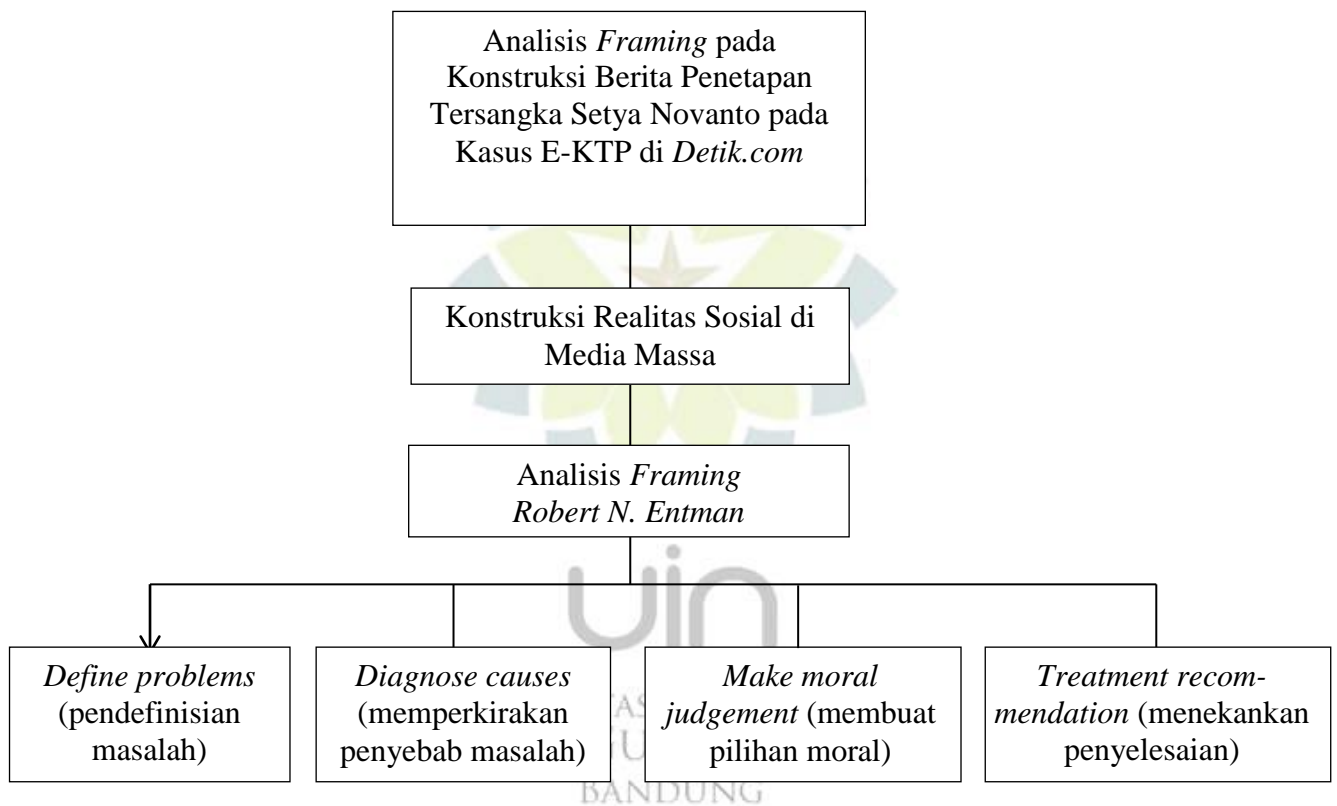 Analisis Framing pada
Konstruksi Berita Penetapan
Tersangka Setya Novanto pada
Kasus E-KTP di Detik.com
Konstruksi Realitas Sosial di
Media Massa
Analisis Framing
Robert N. Entman
uin
Define problems
(pendefinisian
masalah)
Diagnose causes
(memperkirakan
penyebab masalah)
Make moral
judgement (membuat
pilihan moral)
Treatment recom-
mendation (menekankan
penyelesaian)
BANDUNG